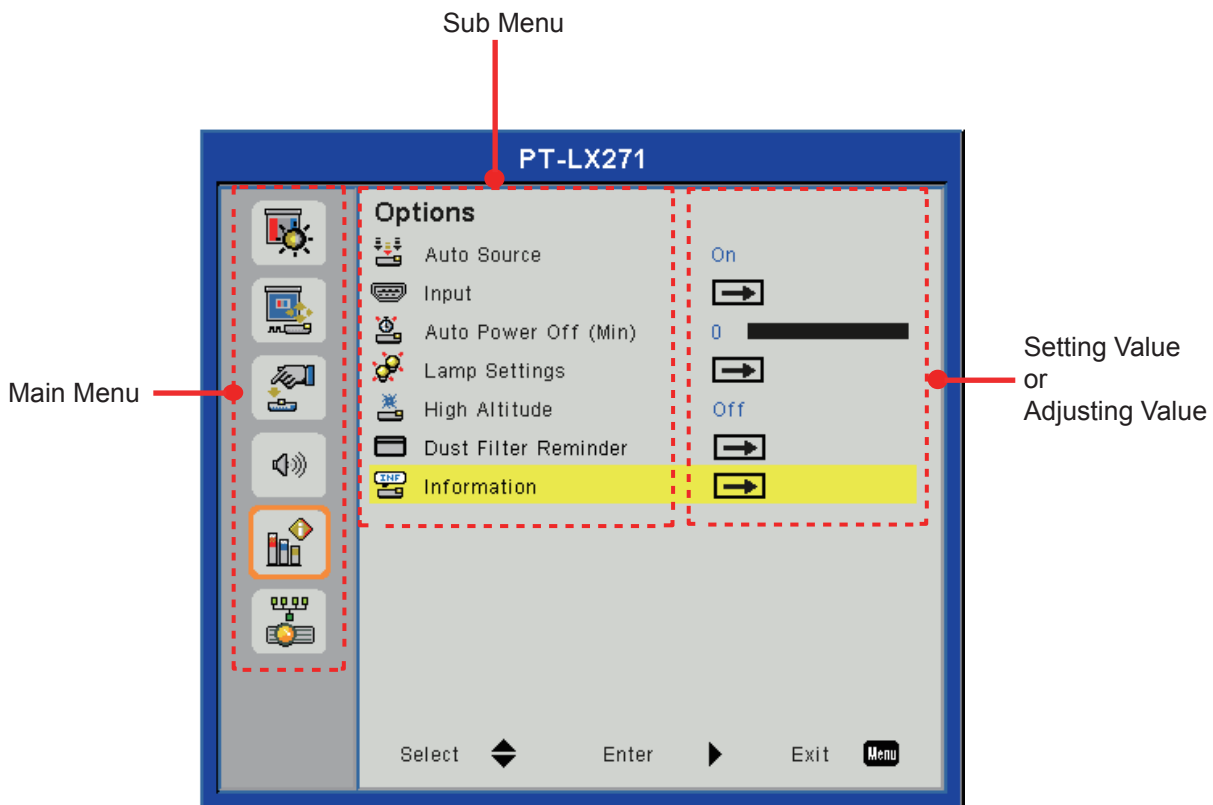 Sub Menu
PT-LX271
Options
Auto Source On
Input
Auto Power Off (Min) 0
Lamp Settings
High Altitude Off
Dust Filter Reminder
INF Information
Main Menu
Setting Value
or
Adjusting Value
Select Enter Exit Menu